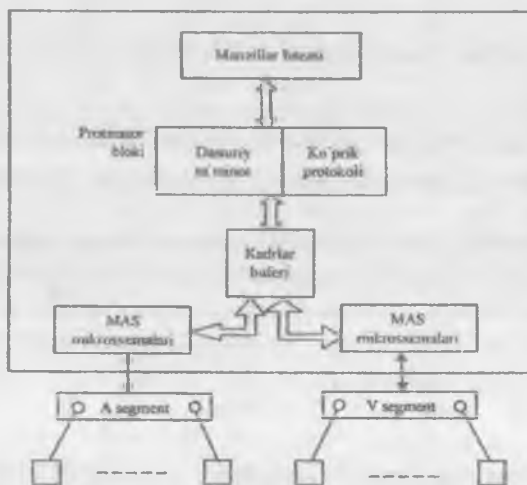 Manzillar bazasi
Protsessor
bloki
Dasturiy
ta'minot
Ko'prik
protokoli
Kadrlar
buferi
MAS
mikrosxemalari
MAS
mikrosxemalari
A segment
V segment